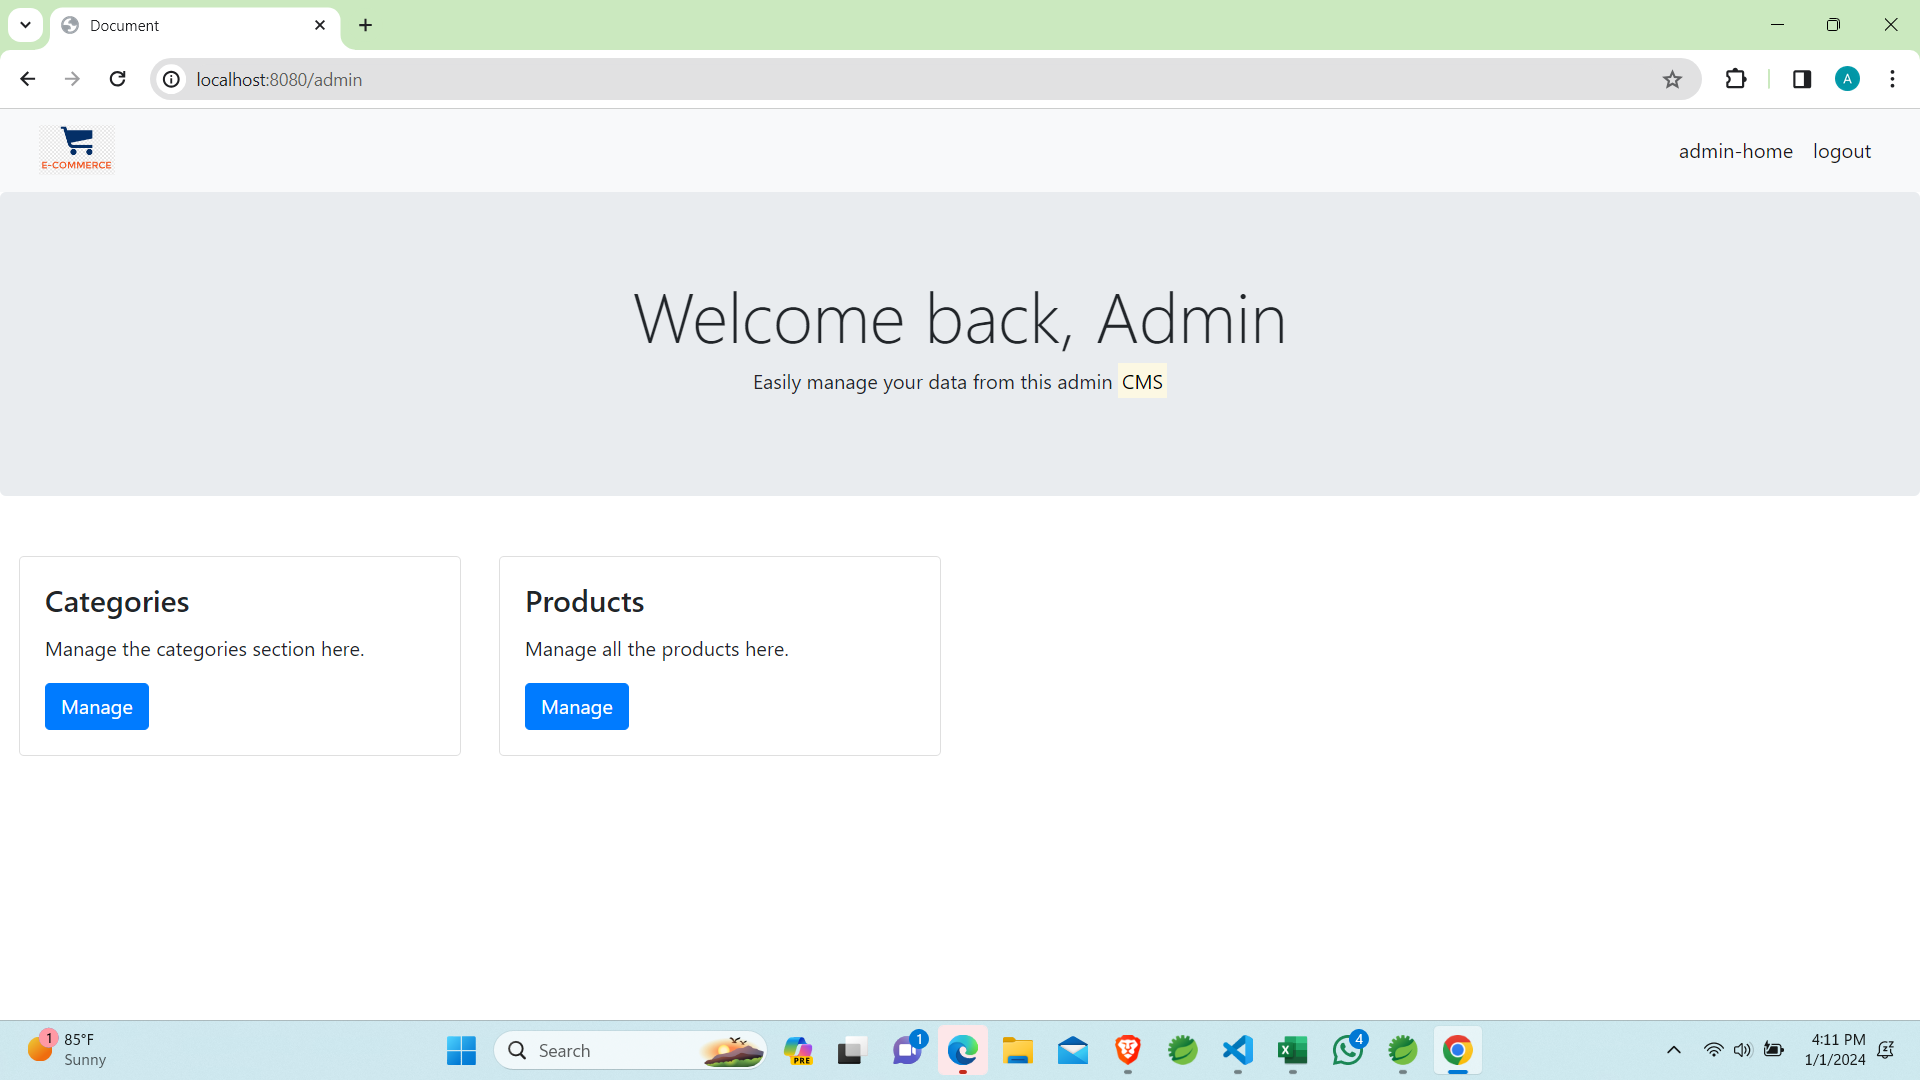 Document
localhost:8080/admin
A
E-COMMERCE
admin-home logout
Welcome back, Admin
Easily manage your data from this admin CMS
Categories
Manage the categories section here.
Manage
Products
Manage all the products here.
Manage
1
85°F
Sunny
Search
PRE
1
4
4:11 PM
1/1/2024